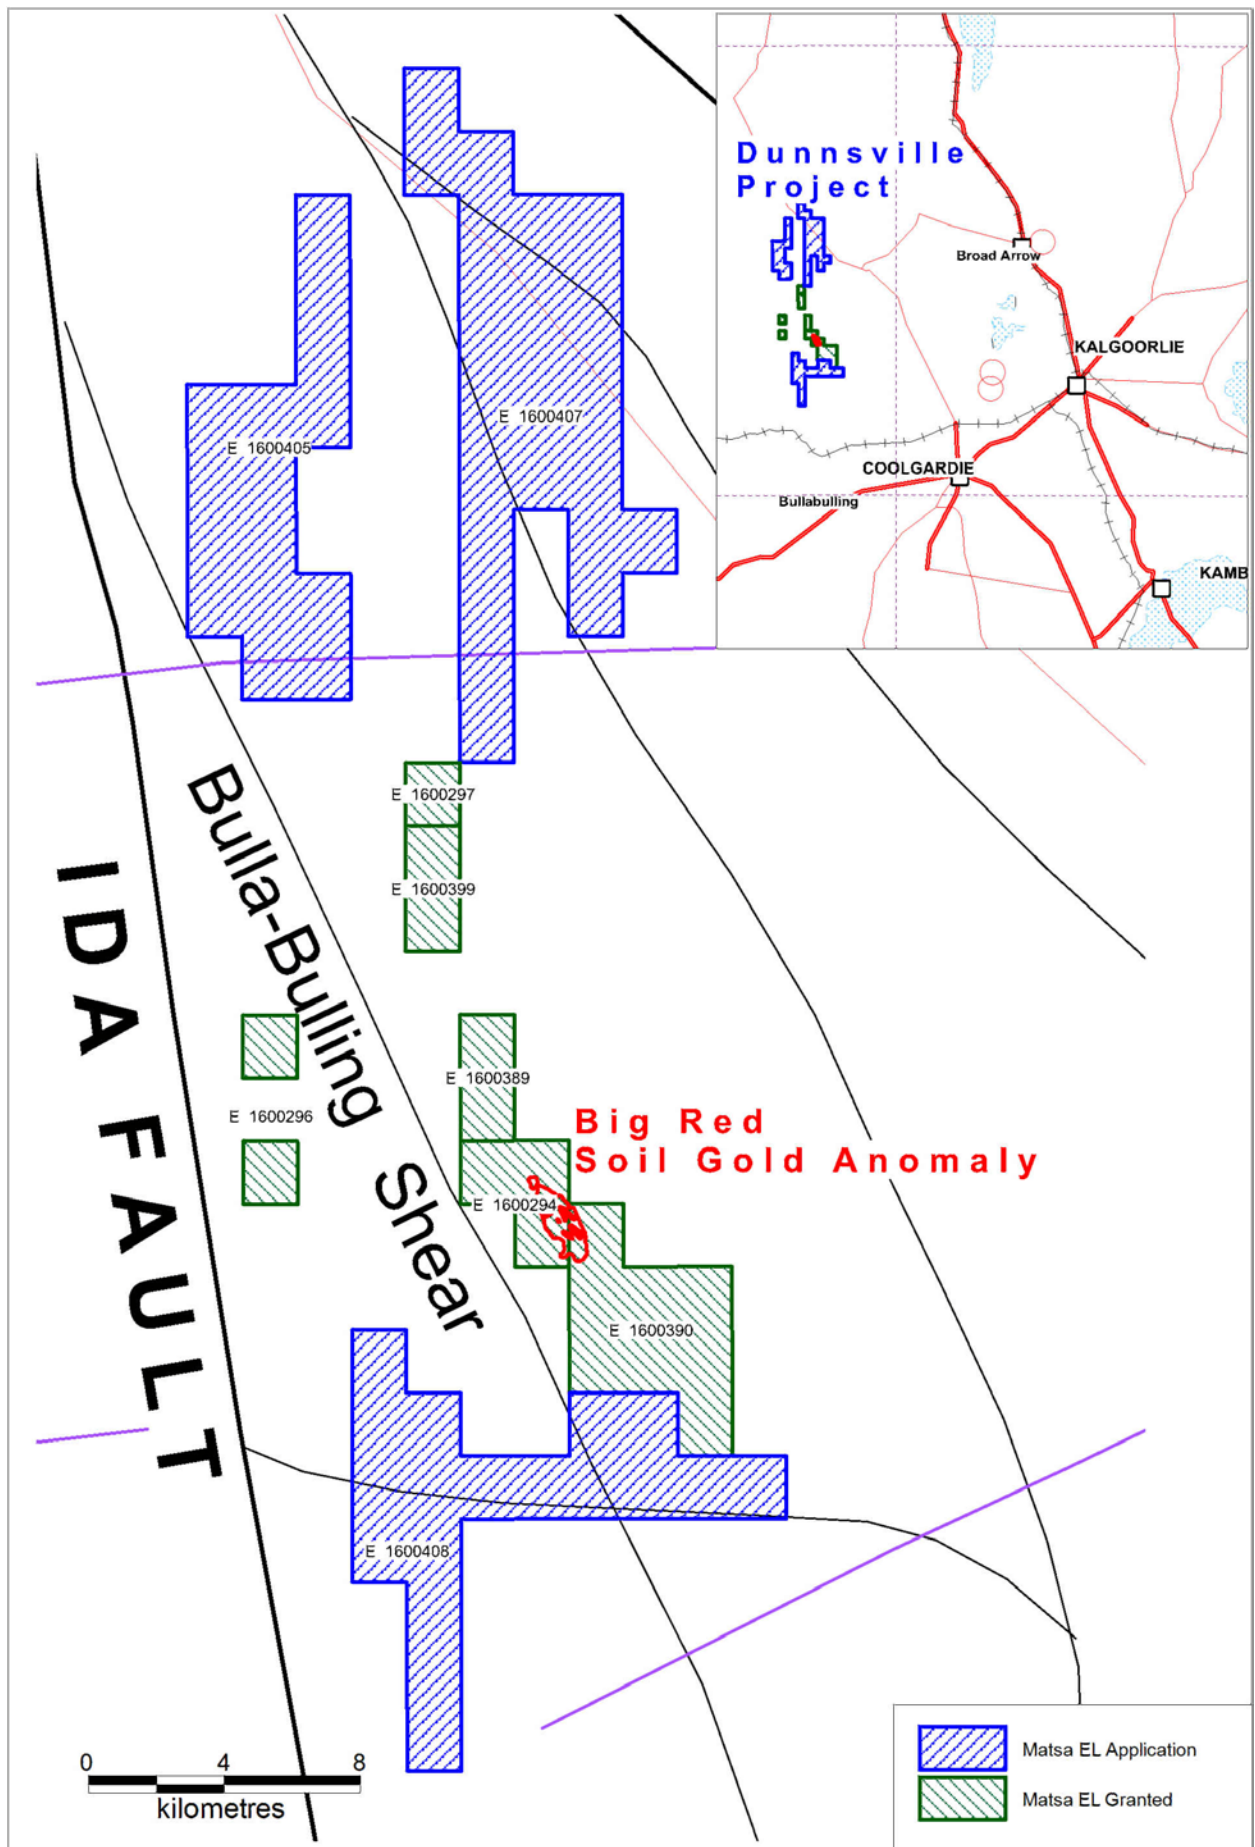 Dunnsville
Project
Broad Arrow
KALGOORLIE
COOLGARDIE
Bullabulling
KAMB
E 1600407
E 1600405
E 1600297
E 1600399
Bulla-Bulling Shear
IDA FAULT
E 1600389
E 1600296
Big Red
Soil Gold Anomaly
E 1600294
E 1600390
E 1600408
0 4 8
kilometres
Matsa EL Application
Matsa EL Granted